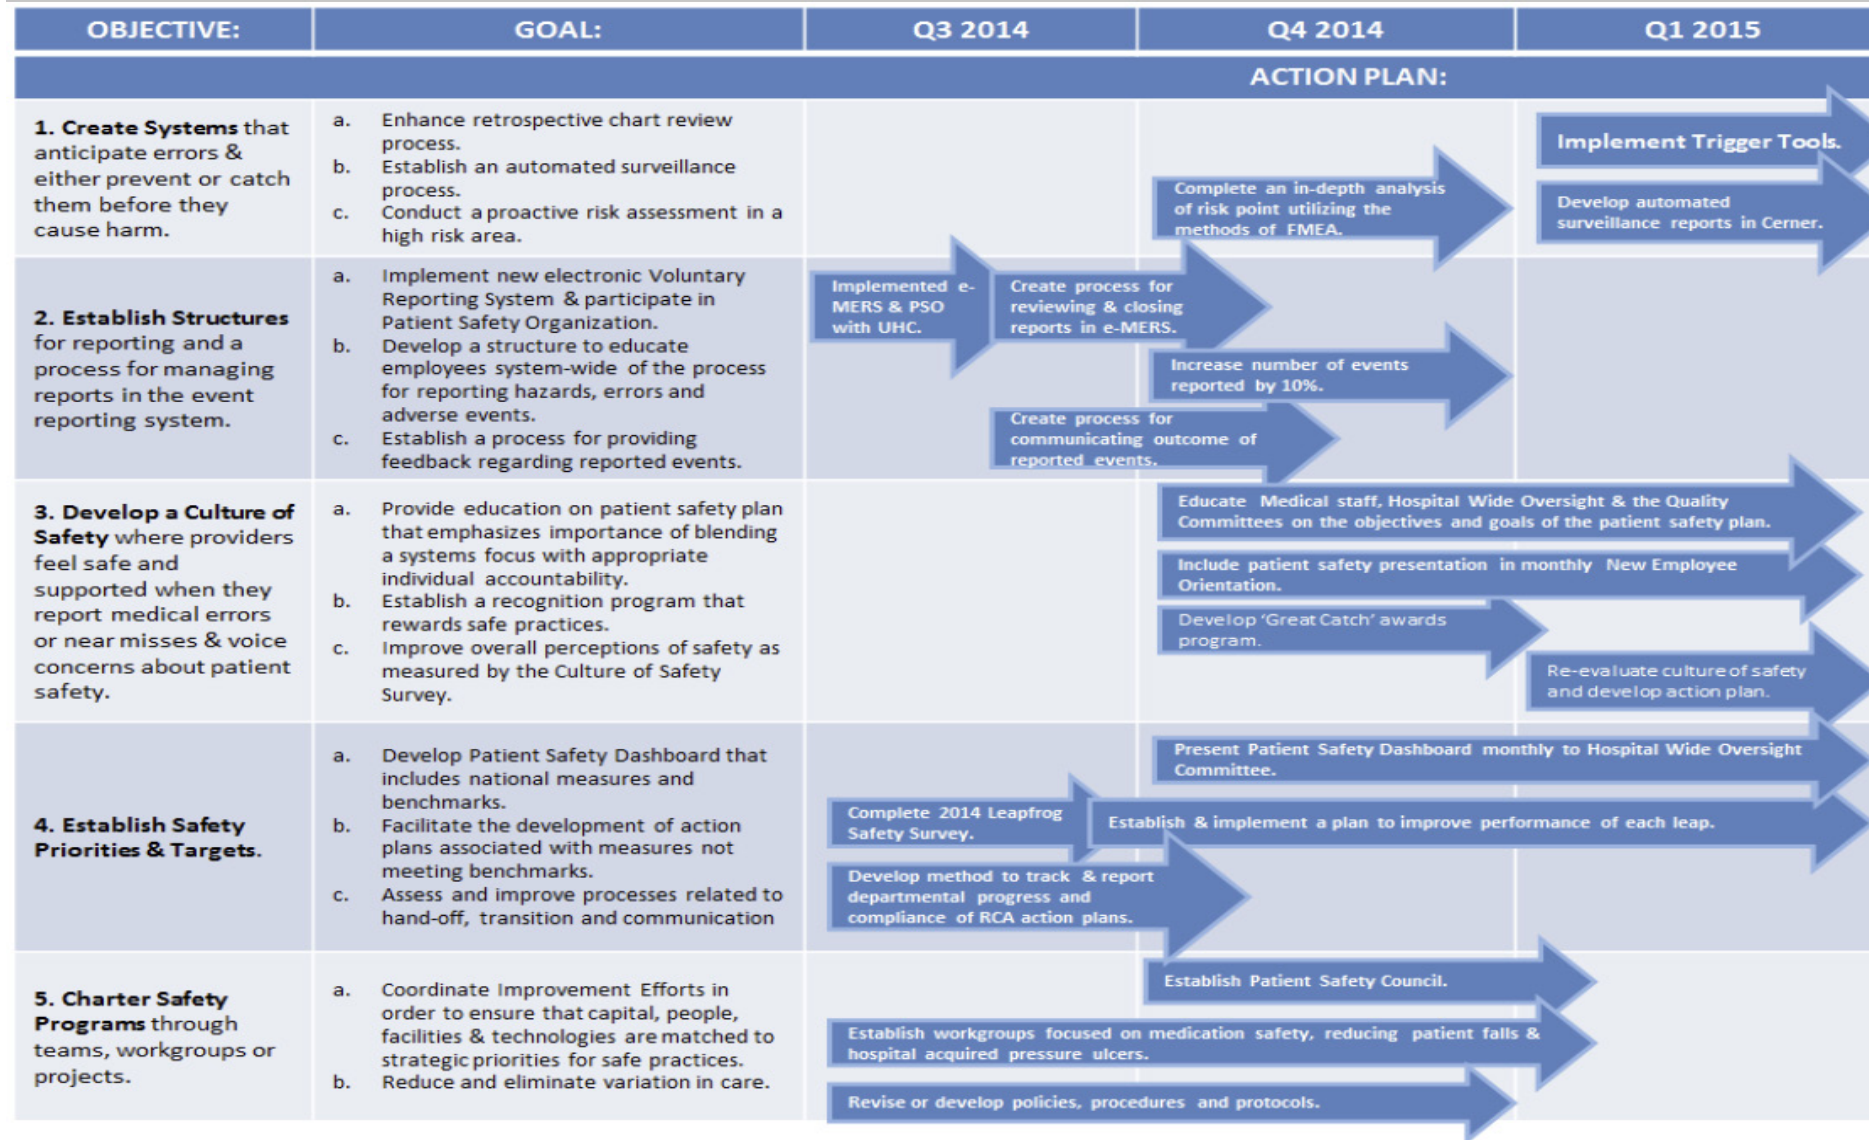 OBJECTIVE:
GOAL:
Q3 2014
Q4 2014
Q1 2015
ACTION PLAN:
1. Create Systems that
anticipate errors &
either prevent or catch
them before they
cause harm.
a. Enhance retrospective chart review
process.
b. Establish an automated surveillance
process.
c. Conduct a proactive risk assessment in a
high risk area.
Complete an in-depth analysis
of risk point utilizing the
methods of FMEA.
Implement Trigger Tools.
Develop automated
surveillance reports in Cerner.
2. Establish Structures
for reporting and a
process for managing
reports in the event
reporting system.
a. Implement new electronic Voluntary
Reporting System & participate in
Patient Safety Organization.
b. Develop a structure to educate
employees system-wide of the process
for reporting hazards, errors and
adverse events.
c. Establish a process for providing
feedback regarding reported events.
Implemented e-
MERS & PSO
with UHC.
Create process for
reviewing & closing
reports in e-MERS.
Increase number of events
reported by 10%.
Create process for
communicating outcome of
reported events.
3. Develop a Culture of
Safety where providers
feel safe and
supported when they
report medical errors
or near misses & voice
concerns about patient
safety.
a. Provide education on patient safety plan
that emphasizes importance of blending
a systems focus with appropriate
individual accountability.
b. Establish a recognition program that
rewards safe practices.
c. Improve overall perceptions of safety as
measured by the Culture of Safety
Survey.
Educate Medical staff, Hospital Wide Oversight & the Quality
Committees on the objectives and goals of the patient safety plan.
Include patient safety presentation in monthly New Employee
Orientation.
Develop ‘Great Catch’ awards
program.
Re-evaluate culture of safety
and develop action plan.
4. Establish Safety
Priorities & Targets.
a. Develop Patient Safety Dashboard that
includes national measures and
benchmarks.
b. Facilitate the development of action
plans associated with measures not
meeting benchmarks.
c. Assess and improve processes related to
hand-off, transition and communication
Present Patient Safety Dashboard monthly to Hospital Wide Oversight
Committee.
Complete 2014 Leapfrog
Safety Survey.
Establish & implement a plan to improve performance of each leap.
Develop method to track & report
departmental progress and
compliance of RCA action plans.
5. Charter Safety
Programs through
teams, workgroups or
projects.
a. Coordinate Improvement Efforts in
order to ensure that capital, people,
facilities & technologies are matched to
strategic priorities for safe practices.
b. Reduce and eliminate variation in care.
Establish Patient Safety Council.
Establish workgroups focused on medication safety, reducing patient falls &
hospital acquired pressure ulcers.
Revise or develop policies, procedures and protocols.